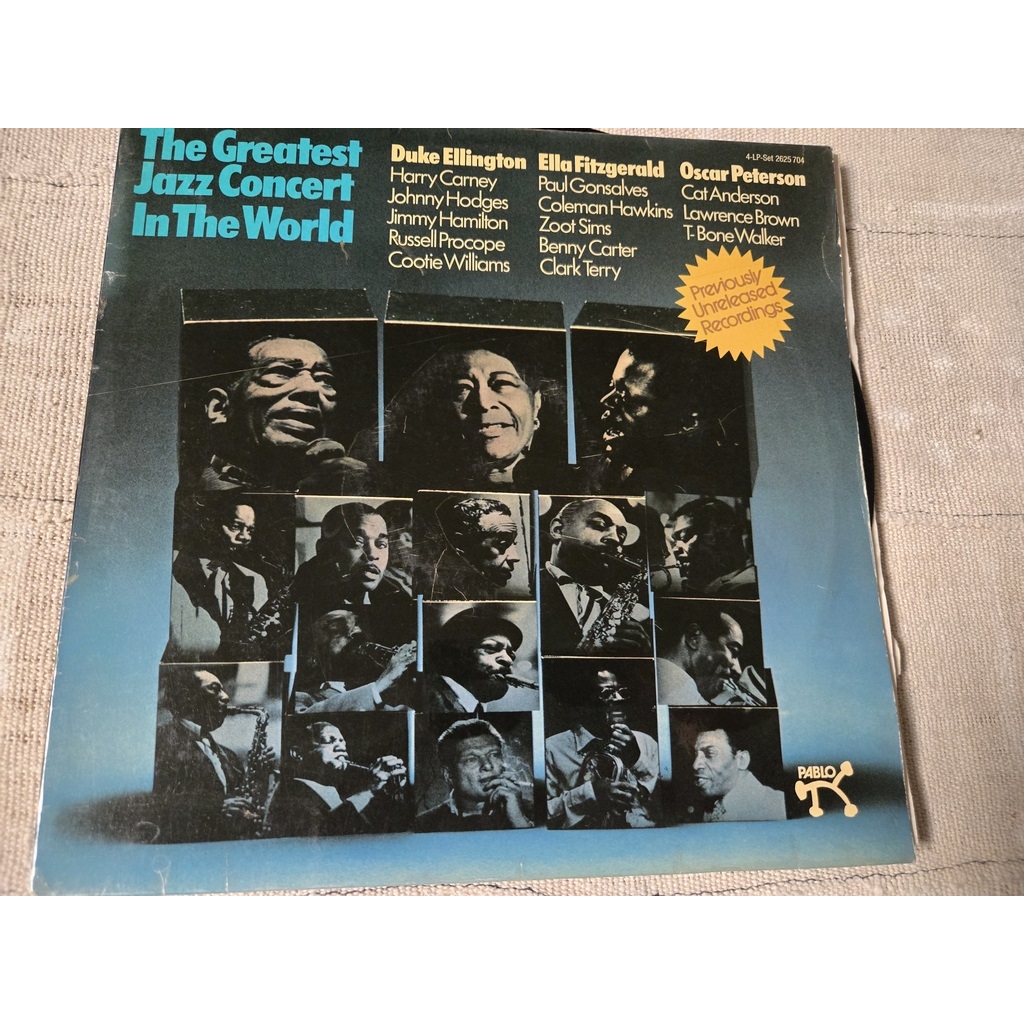 The Greatest
Jazz Concert
In The World
Duke Ellington
Harry Carney
Johnny Hodges
Jimmy Hamilton
Russell Procope
Cootie Williams
Ella Fitzgerald
Paul Gonsalves
Coleman Hawkins
Zoot Sims
Benny Carter
Clark Terry
4-LP-Set 2625 704
Oscar Peterson
Cat Anderson
Lawrence Brown
T-Bone Walker
Previously
Unreleased
Recordings
PABLO